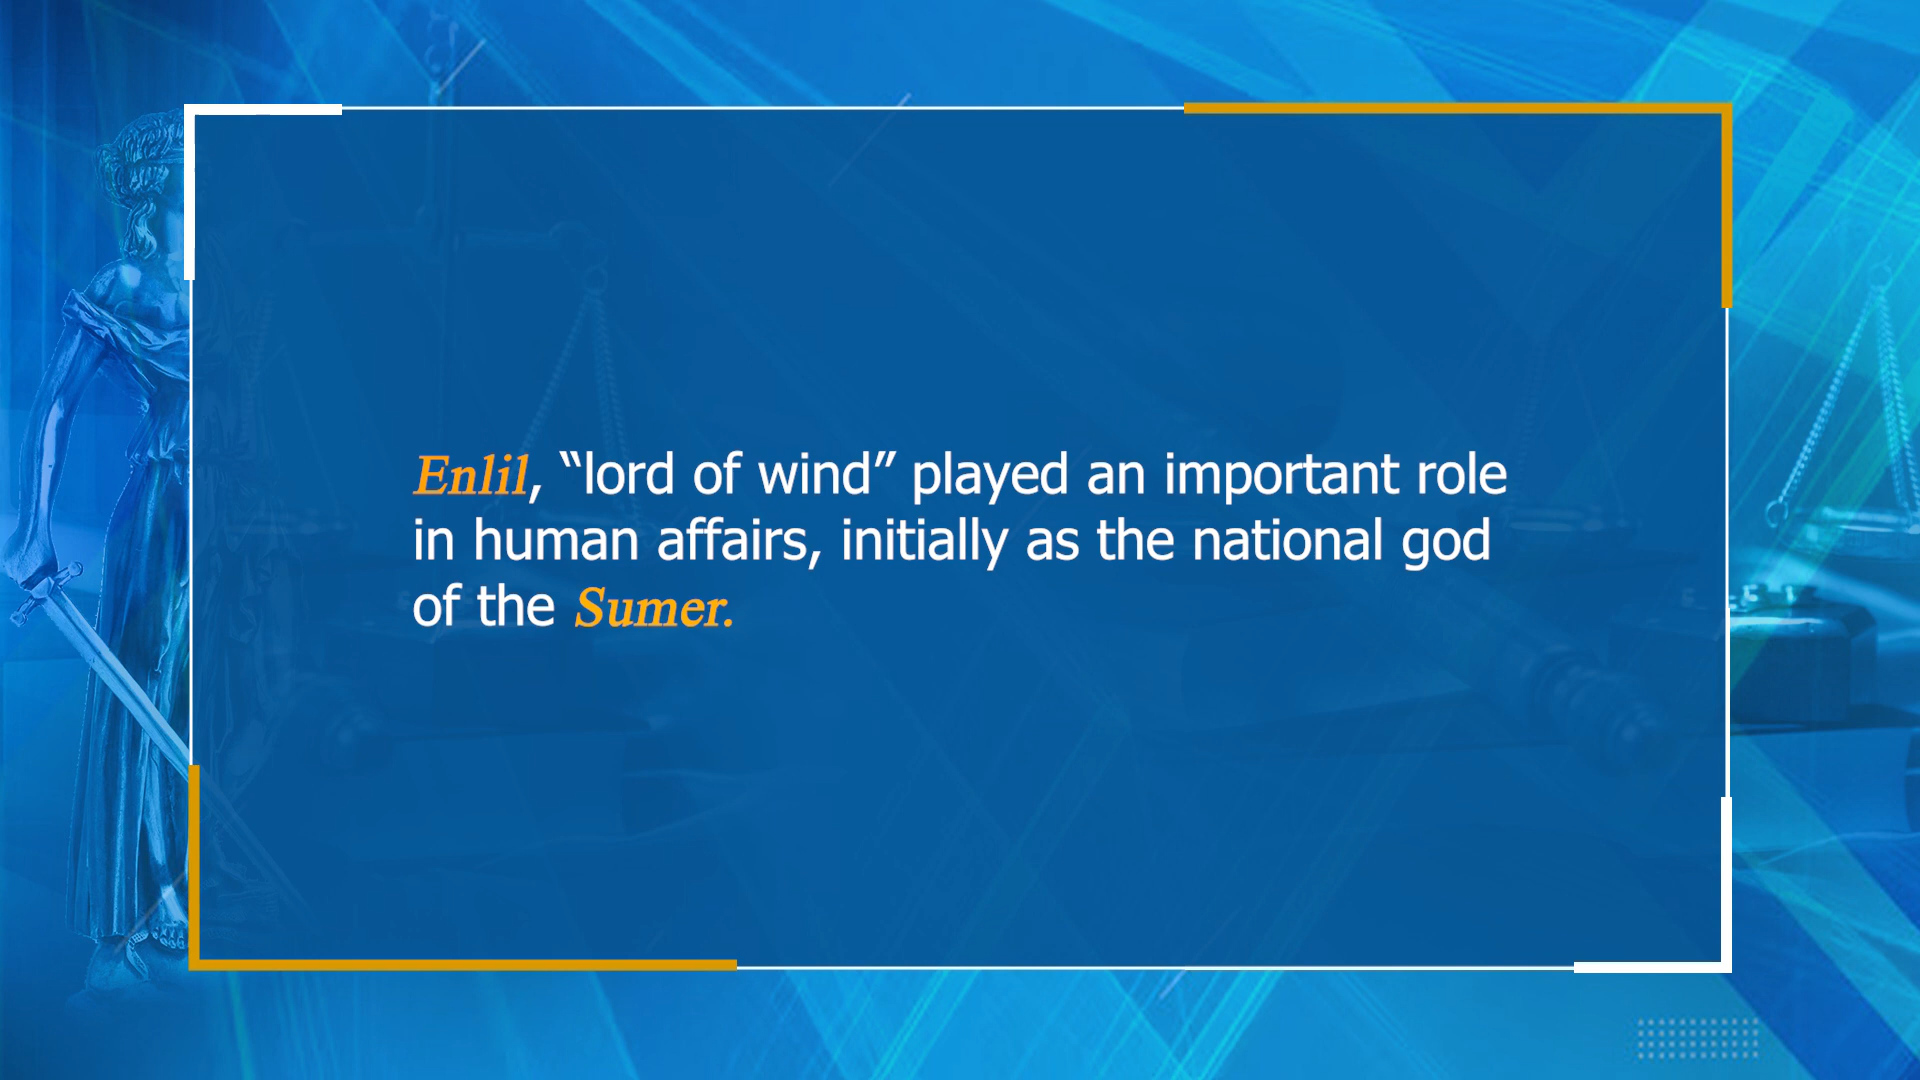 Enlil, “lord of wind” played an important role
in human affairs, initially as the national god
of the Sumer.